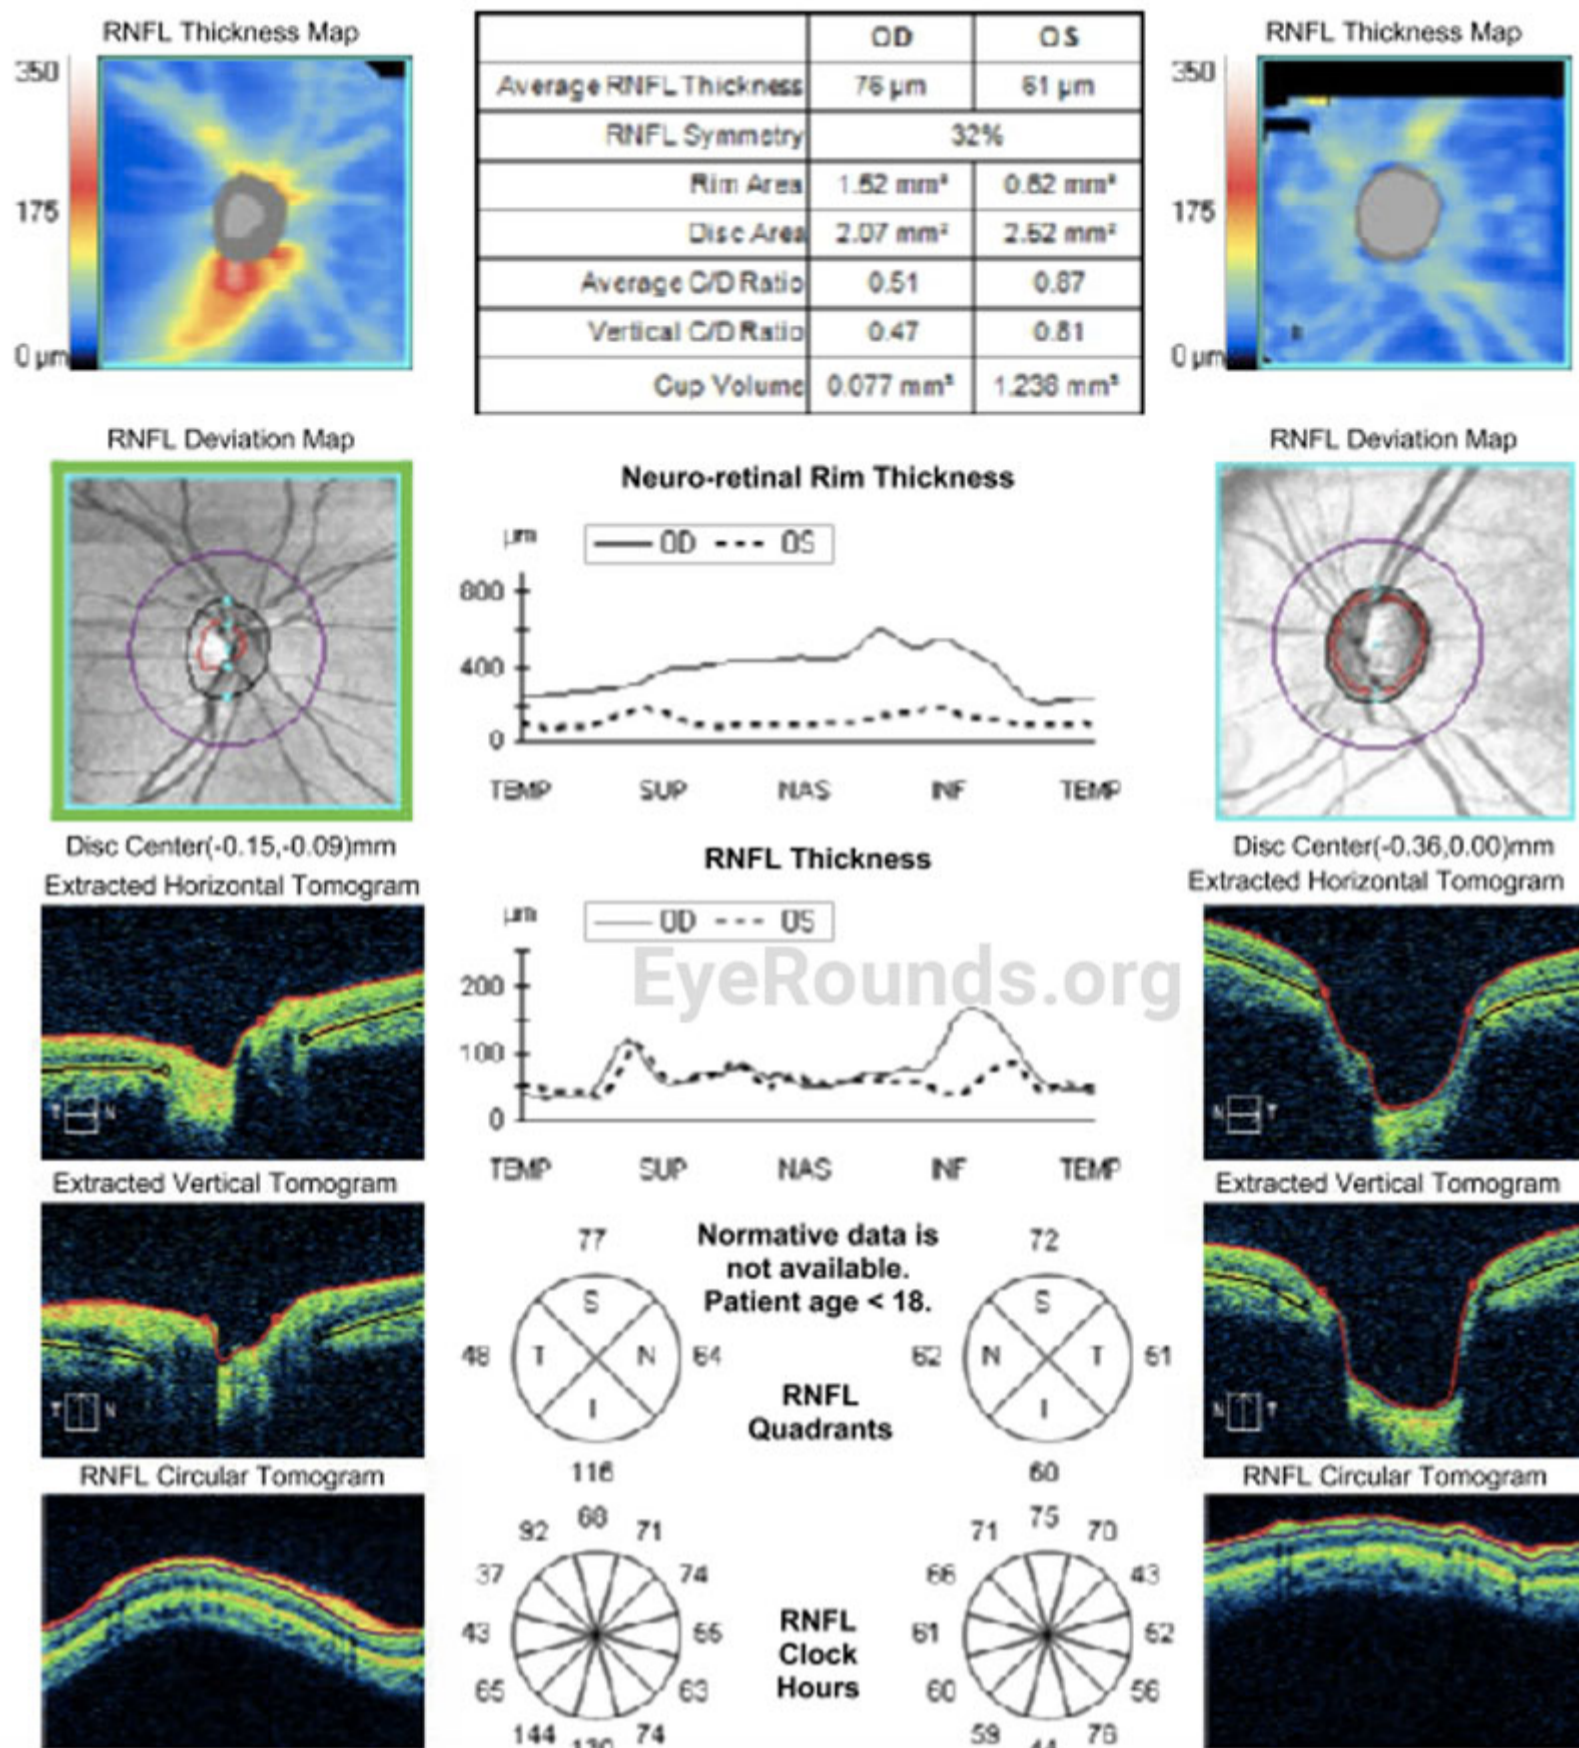 RNFL Thickness Map
350
175
0 µm
OD OS
Average RNFL Thickness 76 µm 61 µm
RNFL Symmetry 32%
Rim Area 1.52 mm² 0.62 mm²
Disc Area 2.07 mm² 2.52 mm²
Average C/D Ratio 0.51 0.87
Vertical C/D Ratio 0.47 0.81
Cup Volume 0.077 mm³ 1.238 mm³
RNFL Thickness Map
350
175
0 µm
RNFL Deviation Map
Disc Center(-0.15,-0.09)mm
Extracted Horizontal Tomogram
T N
Extracted Vertical Tomogram
T N
RNFL Circular Tomogram
Neuro-retinal Rim Thickness
µm
OD OS
800
400
0
TEMP SUP NAS INF TEMP
RNFL Thickness
µm
OD OS
EyeRounds.org
200
100
0
TEMP SUP NAS INF TEMP
Normative data is
not available.
Patient age < 18.
77
S
48 T N 64
I
116
72
S
62 N T 51
I
60
RNFL
Quadrants
92 68 71
37 74
43 55
65 63
144 130 74
RNFL
Clock
Hours
71 75 70
66 43
61 52
60 56
59 44 76
RNFL Deviation Map
Disc Center(-0.36,0.00)mm
Extracted Horizontal Tomogram
N T
Extracted Vertical Tomogram
N T
RNFL Circular Tomogram